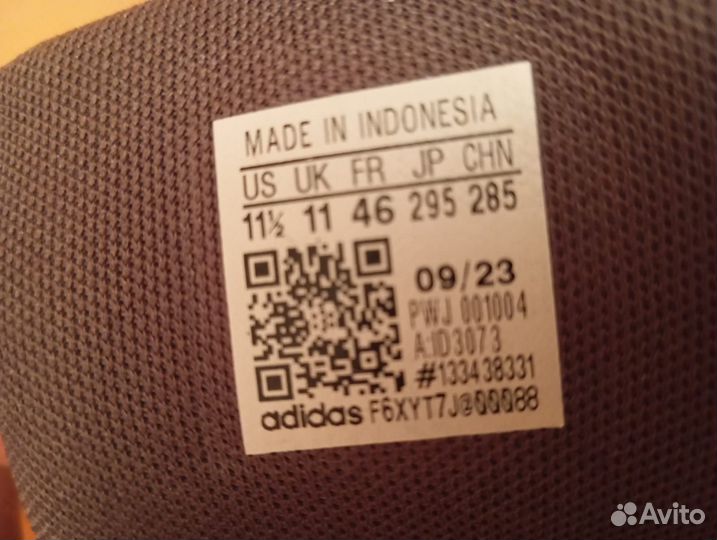 MADE IN INDONESIA
US UK FR JP CHN
11½ 11 46 295 285
09/23
PWJ 001004
A:ID3073
#133438331
adidas F6XYT7J@00088
Avito